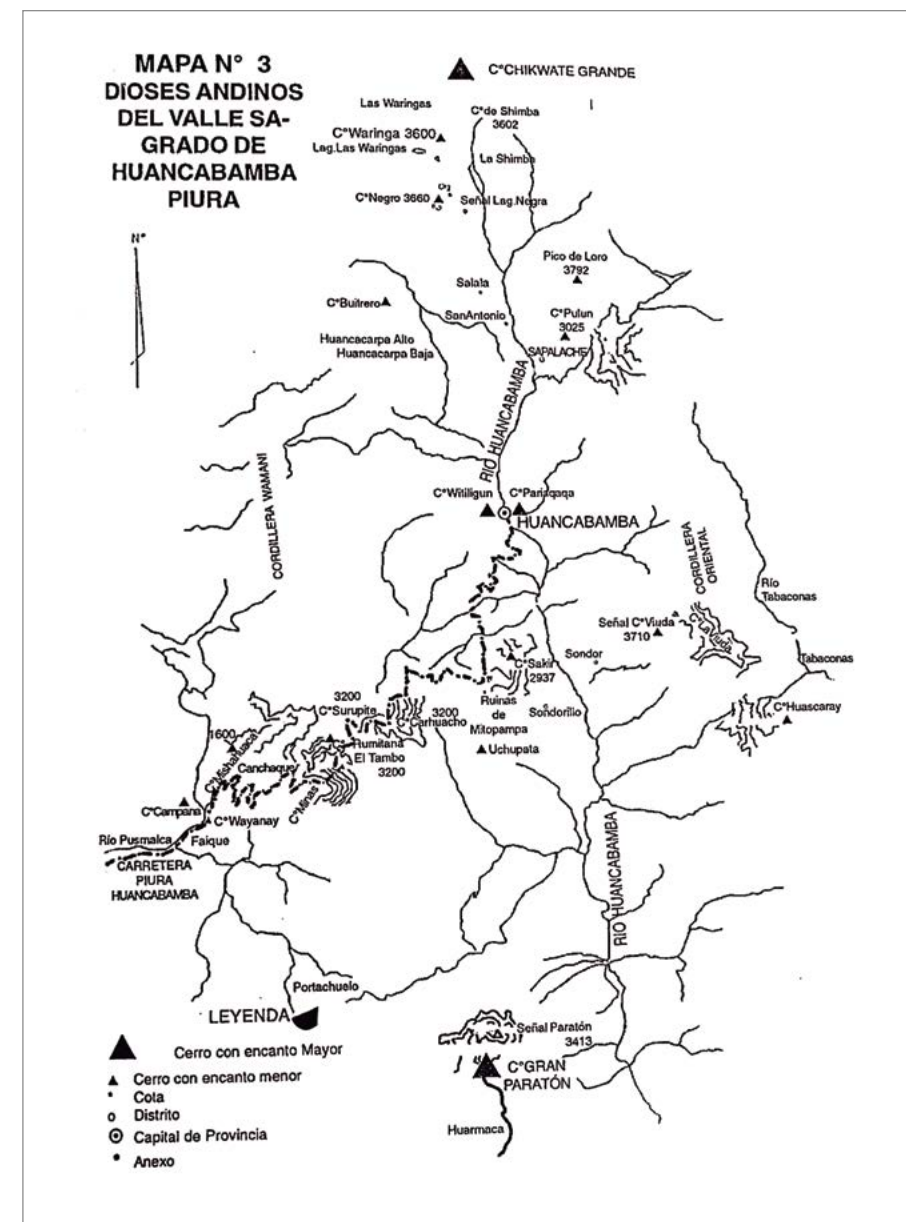 MAPA N° 3
DIOSES ANDINOS
DEL VALLE SA-
GRADO DE
HUANCABAMBA
PIURA
C°CHIKWATE GRANDE
Las Waringas
C°de Shimba
3602
C°Waringa 3600
Lag.Las Waringas
La Shimba
C°Negro 3660
Señal Lag.Negra
N°
Pico de Loro
3792
Salala
C°Buitrero
C°Pulun
3025
SanAntonio
Huancacarpa Alto
Huancacarpa Baja
SAPALACHE
RIO HUANCABAMBA
CORDILLERA WAMANI
C°Witiligun
C°Pariaqaqa
HUANCABAMBA
CORDILLERA
ORIENTAL
Río
Tabaconas
Señal C°Viuda
3710
C°La Viuda
Tabaconas
C°Sakir
2937
Sondor
Ruinas
de
Mitopampa
Sondorillo
C°Huascaray
3200
C°Surupite
3200
C°Carhuacho
Uchupata
1600
C°Mishahuaca
Canchaque
Rumitana
El Tambo
3200
C°Minas
C°Campana
C°Wayanay
Río Pusmalca
Faique
CARRETERA
PIURA
HUANCABAMBA
RIO HUANCABAMBA
Portachuelo
LEYENDA
Cerro con encanto Mayor
Cerro con encanto menor
Cota
Distrito
Capital de Provincia
Anexo
Señal Paratón
3413
C°GRAN
PARATÓN
Huarmaca